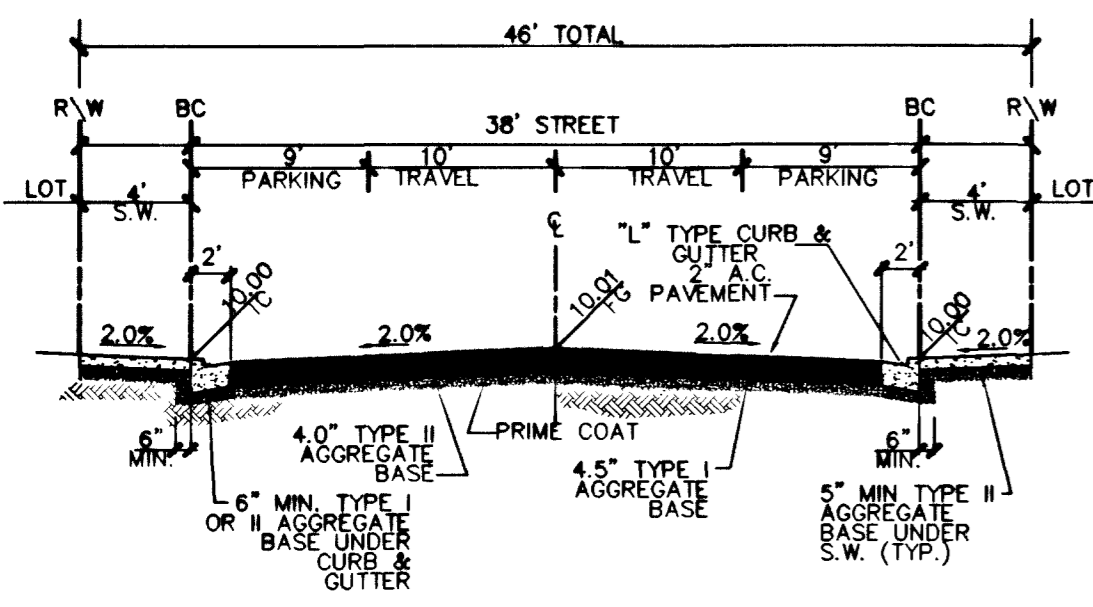 46' TOTAL
R\W
BC
BC
R\W
38' STREET
9'
10'
10'
9'
PARKING
TRAVEL
TRAVEL
PARKING
LOT
4'
S.W.
4'
S.W.
LOT
2'
℄
"L" TYPE CURB &
GUTTER
2" A.C.
PAVEMENT
2'
10.00
TC
10.01
FG
10.00
TC
2.0%
2.0%
2.0%
2.0%
6"
MIN.
4.0" TYPE II
AGGREGATE
BASE
PRIME COAT
4.5" TYPE I
AGGREGATE
BASE
6"
MIN.
6" MIN. TYPE I
OR II AGGREGATE
BASE UNDER
CURB &
GUTTER
5" MIN TYPE II
AGGREGATE
BASE UNDER
S.W. (TYP.)